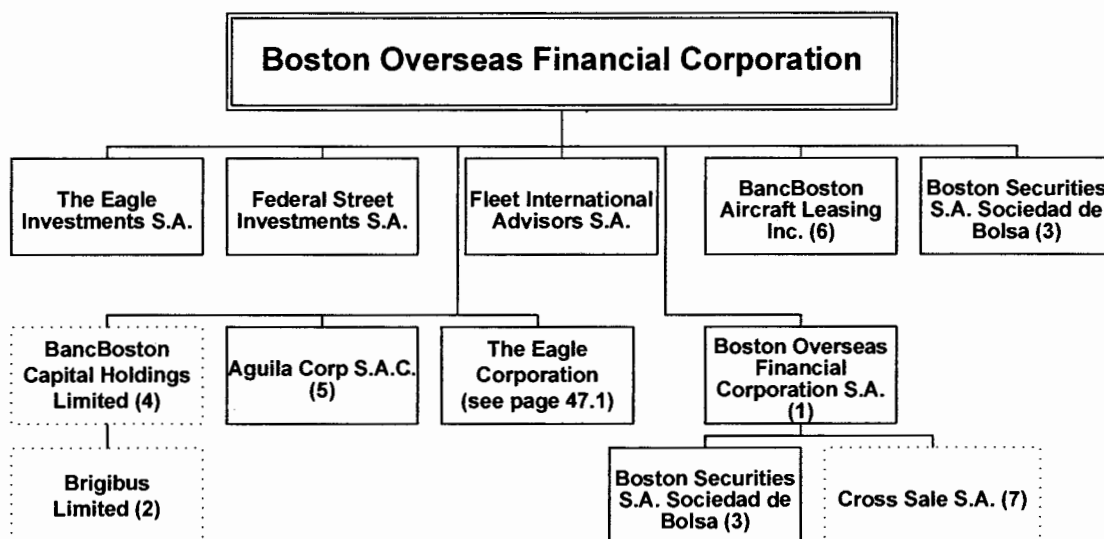 Boston Overseas Financial Corporation
The Eagle
Investments S.A.
Federal Street
Investments S.A.
Fleet International
Advisors S.A.
BancBoston
Aircraft Leasing
Inc. (6)
Boston Securities
S.A. Sociedad de
Bolsa (3)
BancBoston
Capital Holdings
Limited (4)
Aguila Corp S.A.C.
(5)
The Eagle
Corporation
(see page 47.1)
Boston Overseas
Financial
Corporation S.A.
(1)
Brigibus
Limited (2)
Boston Securities
S.A. Sociedad de
Bolsa (3)
Cross Sale S.A. (7)